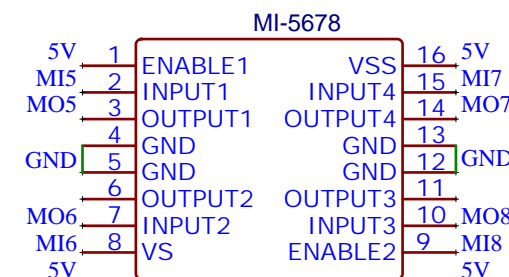 MI-5678
5V 1 ENABLE1 VSS 16 5V
MI5 2 INPUT1 INPUT4 15 MI7
MO5 3 OUTPUT1 OUTPUT4 14 MO7
4 GND GND 13
GND 5 GND GND 12 GND
6 OUTPUT2 OUTPUT3 11
MO6 7 INPUT2 INPUT3 10 MO8
MI6 8 VS ENABLE2 9 MI8
5V 5V